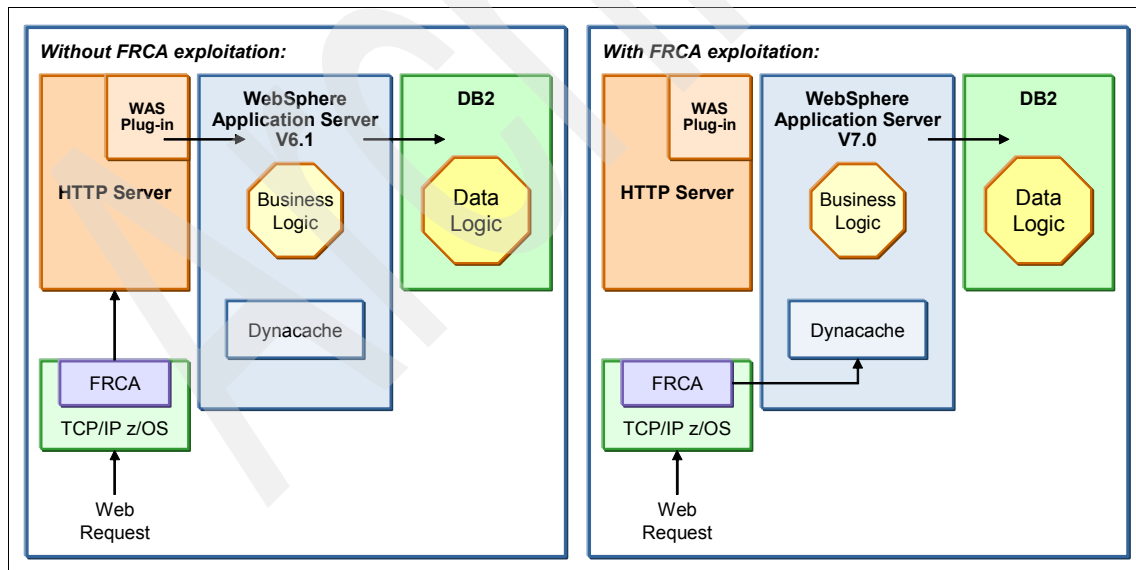 Without FRCA exploitation:
WAS
Plug-in
HTTP Server
WebSphere
Application Server
V6.1
Business
Logic
Dynacache
DB2
Data
Logic
FRCA
TCP/IP z/OS
Web
Request
With FRCA exploitation:
WAS
Plug-in
HTTP Server
WebSphere
Application Server
V7.0
Business
Logic
Dynacache
DB2
Data
Logic
FRCA
TCP/IP z/OS
Web
Request